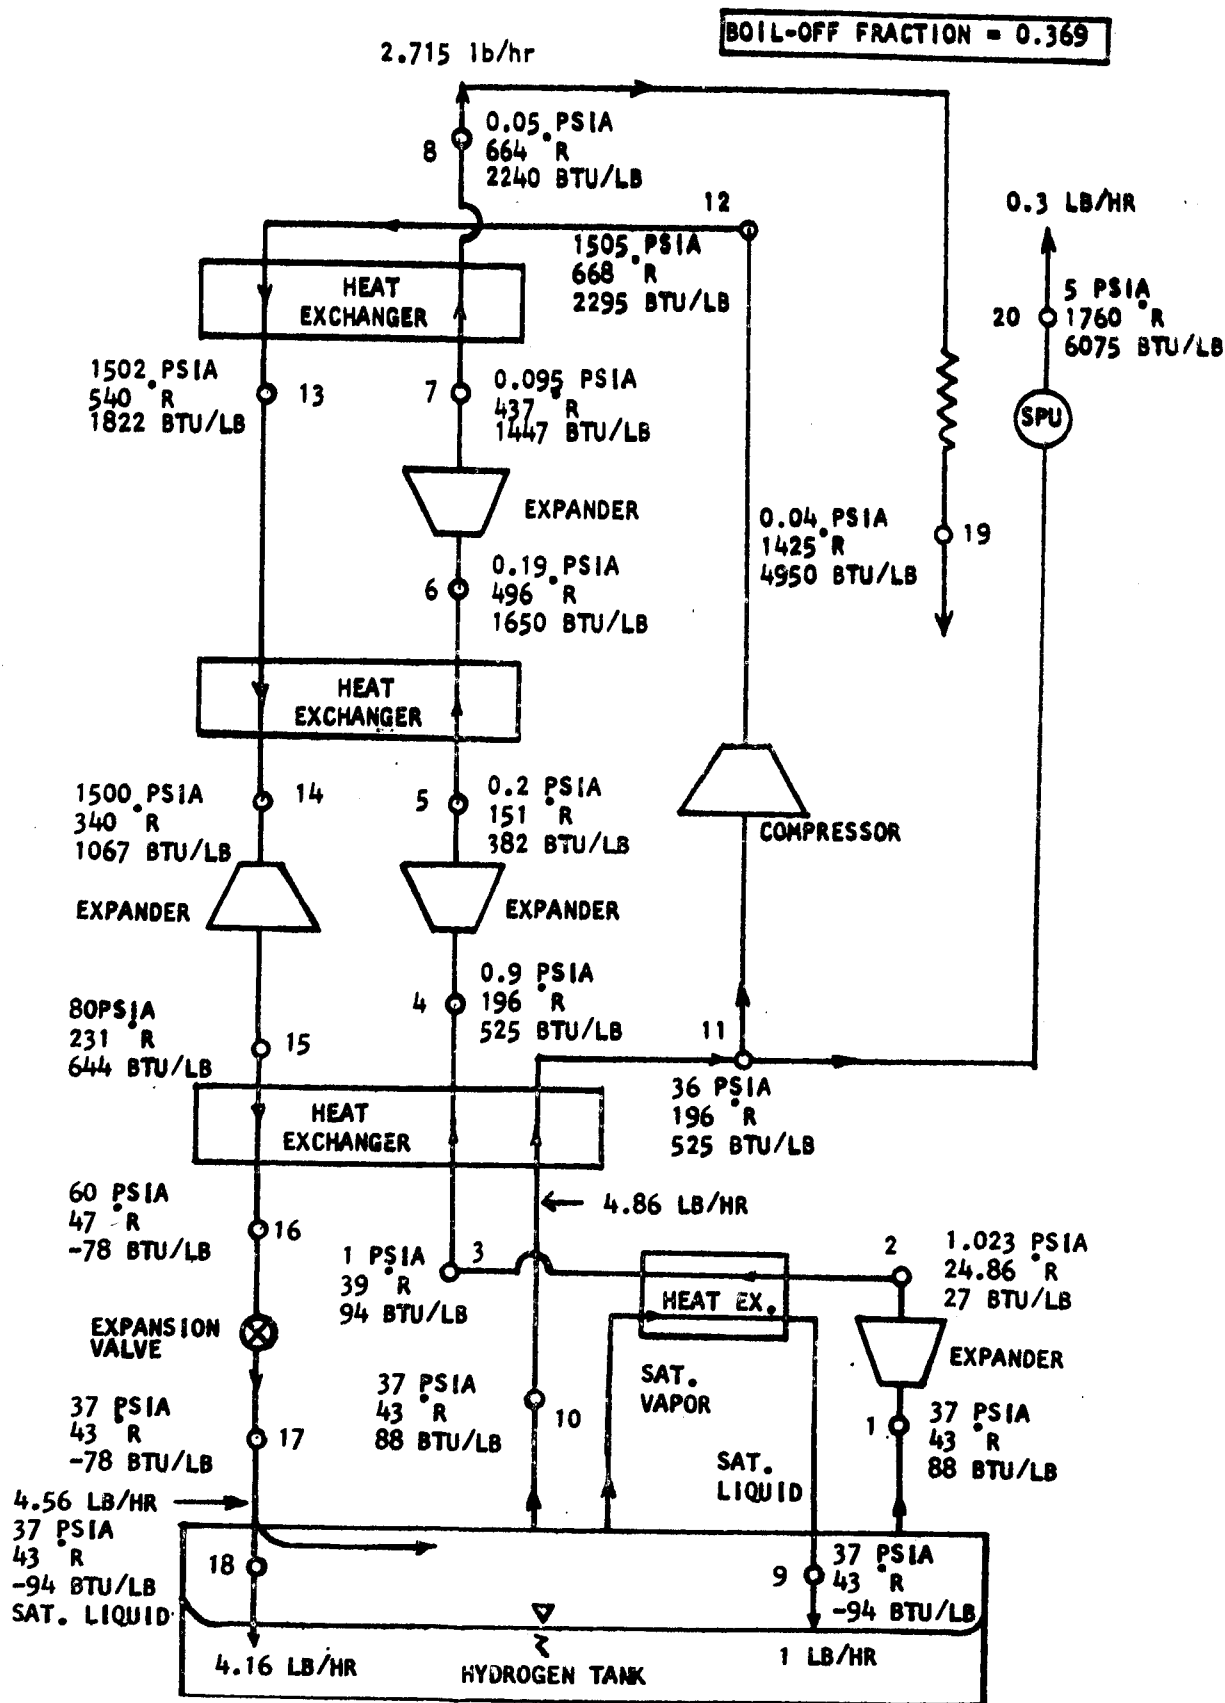 BOIL-OFF FRACTION = 0.369
2.715 lb/hr
8
0.05 PSIA
664 °R
2240 BTU/LB
12
1505 PSIA
668 °R
2295 BTU/LB
0.3 LB/HR
5 PSIA
20
1760 °R
6075 BTU/LB
SPU
HEAT
EXCHANGER
1502 PSIA
540 °R
1822 BTU/LB
13
7
0.095 PSIA
437 °R
1447 BTU/LB
EXPANDER
0.04 PSIA
1425 °R
4950 BTU/LB
19
6
0.19 PSIA
496 °R
1650 BTU/LB
HEAT
EXCHANGER
1500 PSIA
340 °R
1067 BTU/LB
14
5
0.2 PSIA
151 °R
382 BTU/LB
COMPRESSOR
EXPANDER
EXPANDER
4
0.9 PSIA
196 °R
525 BTU/LB
80PSIA
231 °R
644 BTU/LB
15
11
36 PSIA
196 °R
525 BTU/LB
HEAT
EXCHANGER
60 PSIA
47 °R
-78 BTU/LB
16
4.86 LB/HR
1 PSIA
39 °R
94 BTU/LB
3
HEAT EX.
2
1.023 PSIA
24.86 °R
27 BTU/LB
EXPANSION
VALVE
EXPANDER
SAT.
VAPOR
37 PSIA
43 °R
88 BTU/LB
10
1
37 PSIA
43 °R
88 BTU/LB
37 PSIA
43 °R
-78 BTU/LB
17
SAT.
LIQUID
4.56 LB/HR
37 PSIA
43 °R
-94 BTU/LB
SAT. LIQUID
18
9
37 PSIA
43 °R
-94 BTU/LB
4.16 LB/HR
HYDROGEN TANK
1 LB/HR